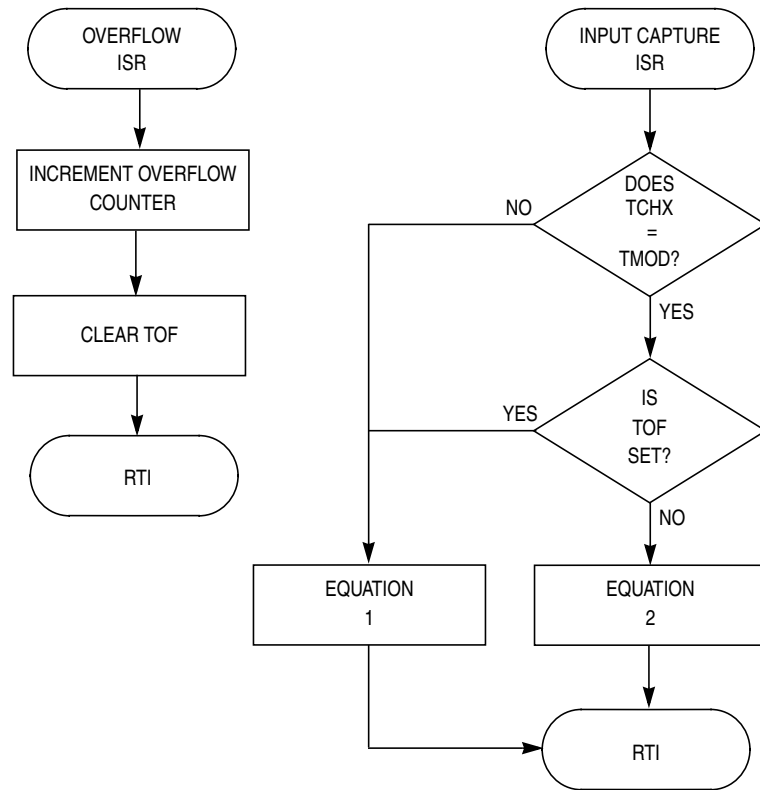 OVERFLOW
ISR
INCREMENT OVERFLOW
COUNTER
CLEAR TOF
RTI
INPUT CAPTURE
ISR
DOES
TCHX
=
TMOD?
NO
YES
IS
TOF
SET?
YES
NO
EQUATION
1
EQUATION
2
RTI